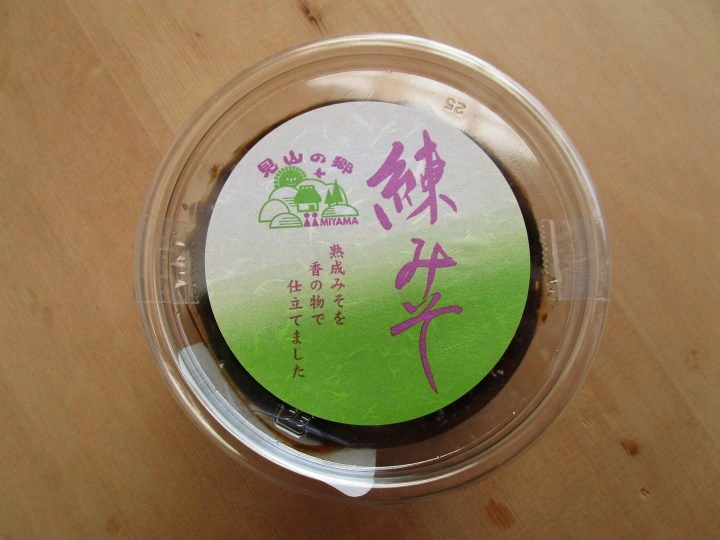 練みそ
見山の郷
MIYAMA
熟成みそを
香の物で
仕立てました
25